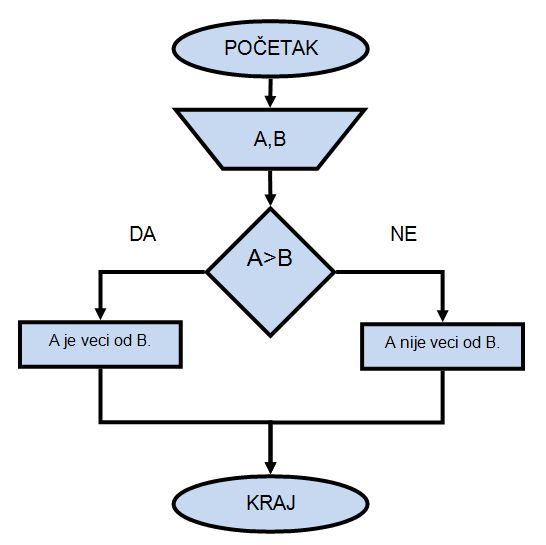 POČETAK
A,B
A>B
DA
NE
A je veci od B.
A nije veci od B.
KRAJ